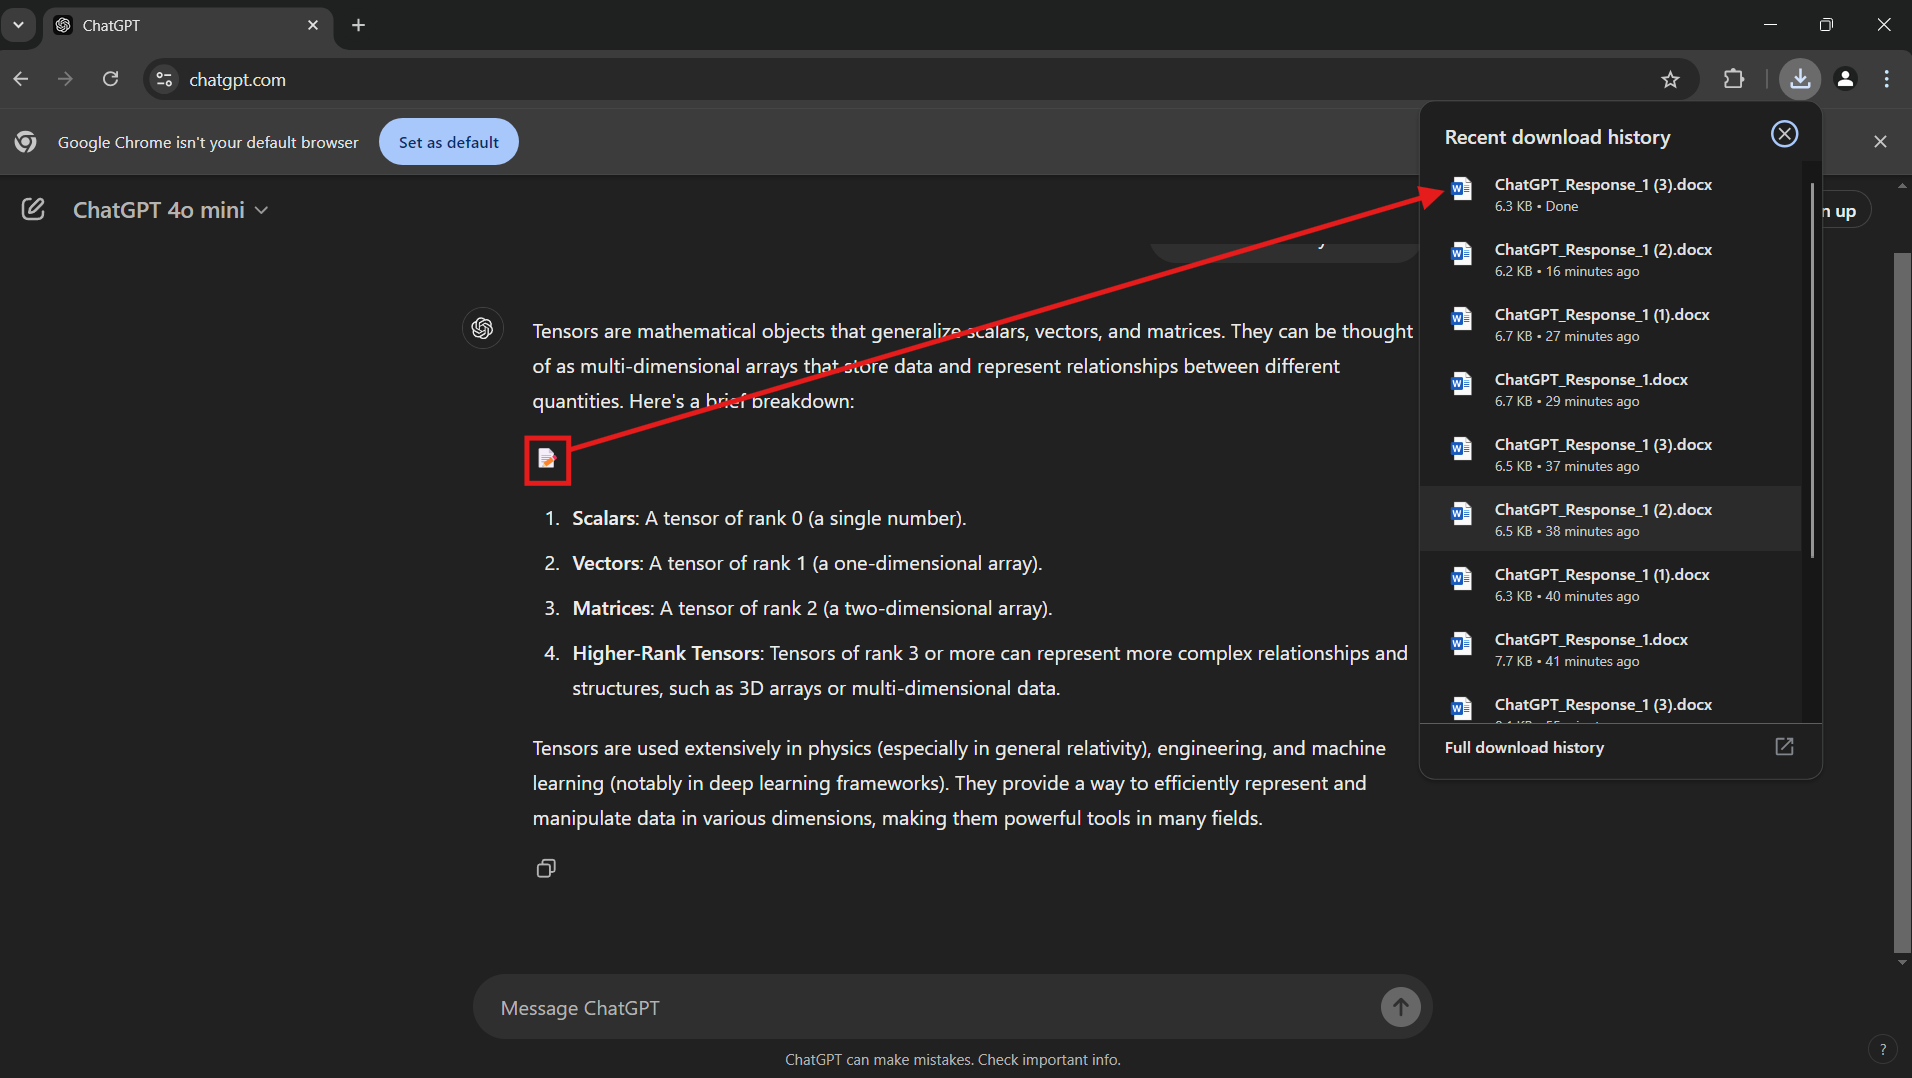 ChatGPT
chatgpt.com
Google Chrome isn't your default browser
Set as default
ChatGPT 4o mini
n up
Tensors are mathematical objects that generalize scalars, vectors, and matrices. They can be thought
of as multi-dimensional arrays that store data and represent relationships between different
quantities. Here's a brief breakdown:
1. Scalars: A tensor of rank 0 (a single number).
2. Vectors: A tensor of rank 1 (a one-dimensional array).
3. Matrices: A tensor of rank 2 (a two-dimensional array).
4. Higher-Rank Tensors: Tensors of rank 3 or more can represent more complex relationships and
structures, such as 3D arrays or multi-dimensional data.
Tensors are used extensively in physics (especially in general relativity), engineering, and machine
learning (notably in deep learning frameworks). They provide a way to efficiently represent and
manipulate data in various dimensions, making them powerful tools in many fields.
Message ChatGPT
ChatGPT can make mistakes. Check important info.
?
Recent download history
ChatGPT_Response_1 (3).docx
6.3 KB • Done
ChatGPT_Response_1 (2).docx
6.2 KB • 16 minutes ago
ChatGPT_Response_1 (1).docx
6.7 KB • 27 minutes ago
ChatGPT_Response_1.docx
6.7 KB • 29 minutes ago
ChatGPT_Response_1 (3).docx
6.5 KB • 37 minutes ago
ChatGPT_Response_1 (2).docx
6.5 KB • 38 minutes ago
ChatGPT_Response_1 (1).docx
6.3 KB • 40 minutes ago
ChatGPT_Response_1.docx
7.7 KB • 41 minutes ago
ChatGPT_Response_1 (3).docx
Full download history